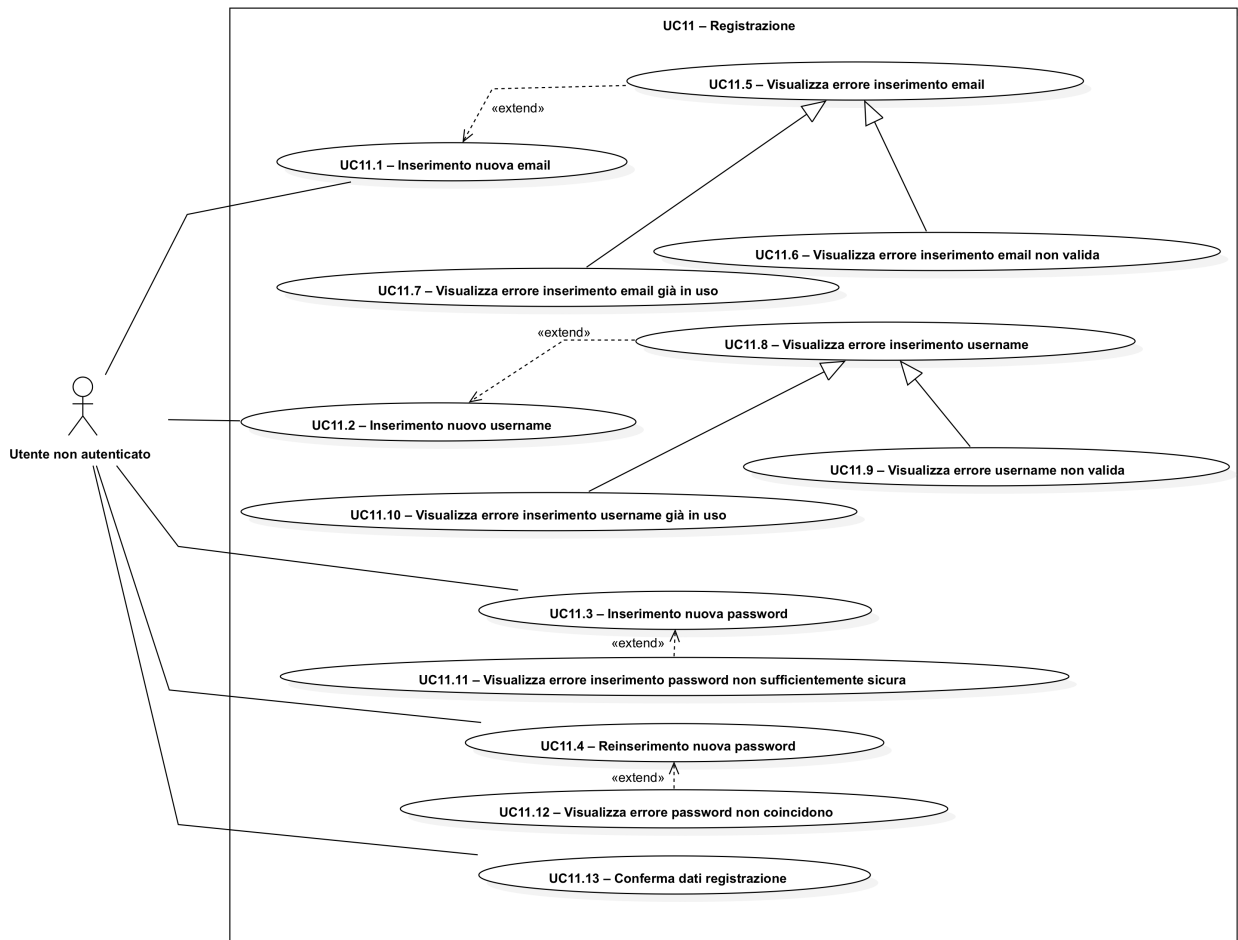 UC11 – Registrazione
UC11.5 – Visualizza errore inserimento email
«extend»
UC11.1 – Inserimento nuova email
UC11.6 – Visualizza errore inserimento email non valida
UC11.7 – Visualizza errore inserimento email già in uso
«extend»
UC11.8 – Visualizza errore inserimento username
UC11.2 – Inserimento nuovo username
Utente non autenticato
UC11.9 – Visualizza errore username non valida
UC11.10 – Visualizza errore inserimento username già in uso
UC11.3 – Inserimento nuova password
«extend»
UC11.11 – Visualizza errore inserimento password non sufficientemente sicura
UC11.4 – Reinserimento nuova password
«extend»
UC11.12 – Visualizza errore password non coincidono
UC11.13 – Conferma dati registrazione